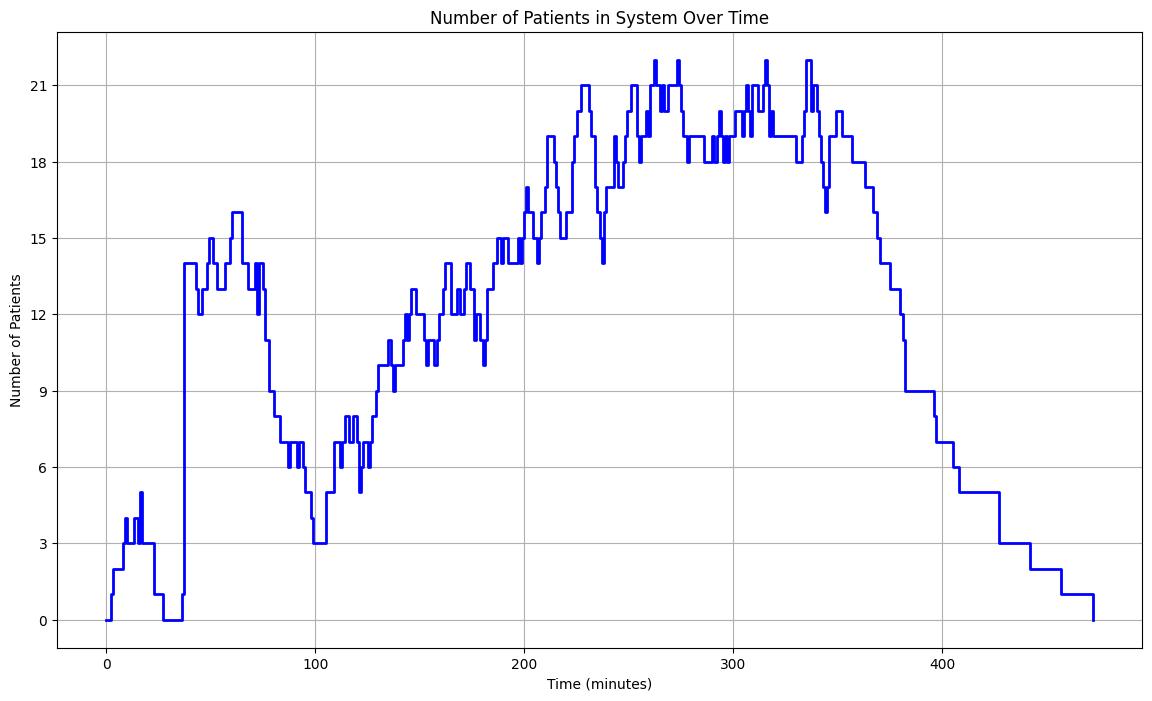 Number of Patients in System Over Time
Number of Patients
21
18
15
12
9
6
3
0
0 100 200 300 400
Time (minutes)